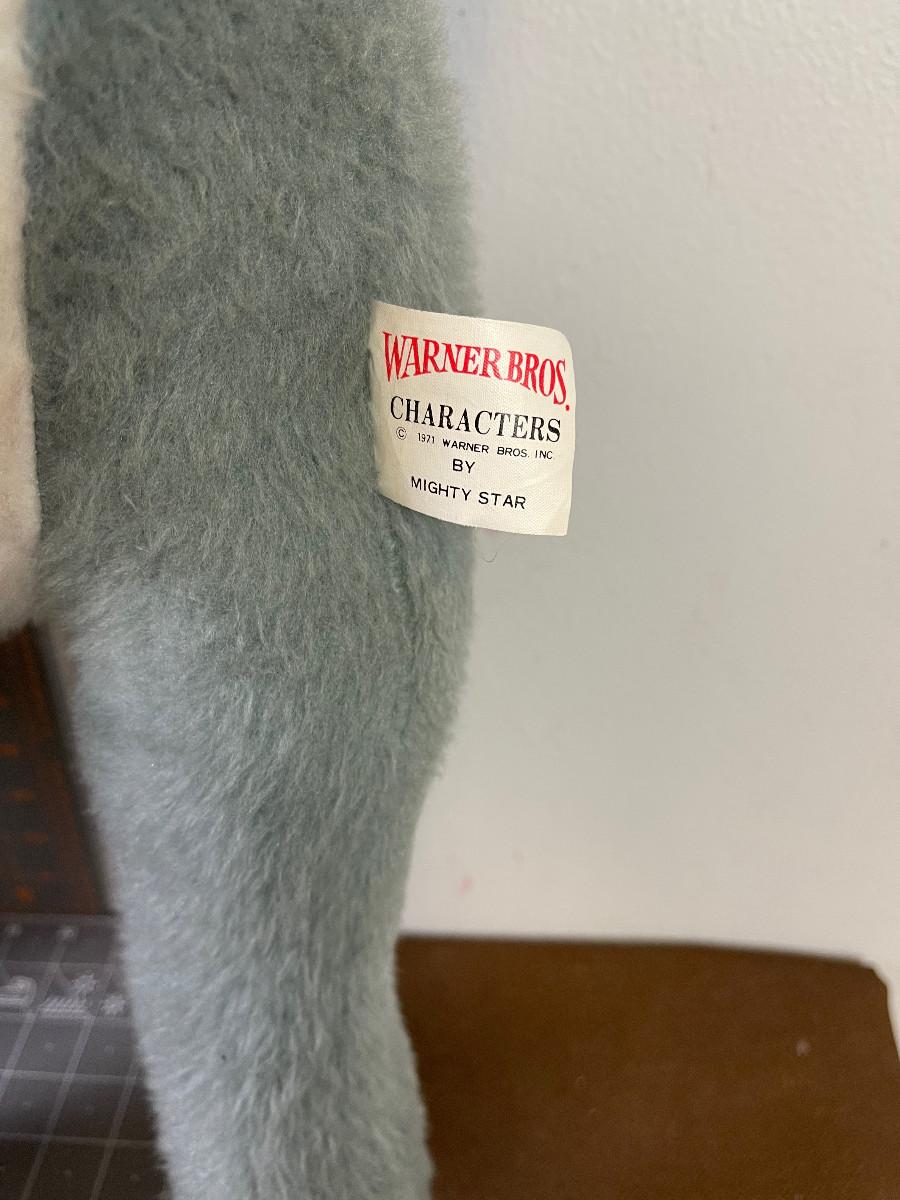 WARNER BROS.
CHARACTERS
© 1971 WARNER BROS. INC.
BY
MIGHTY STAR